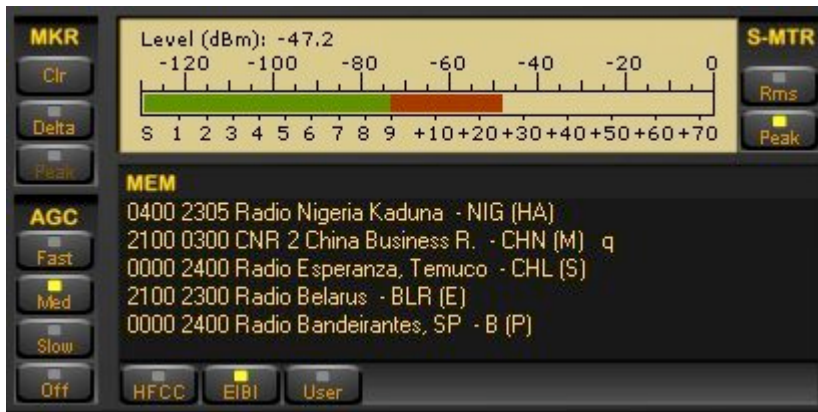 MKR
Clr
Delta
Peak
AGC
Fast
Med
Slow
Off
Level (dBm): -47.2
-120 -100 -80 -60 -40 -20 0
S 1 2 3 4 5 6 7 8 9 +10+20+30+40+50+60+70
S-MTR
Rms
Peak
MEM
0400 2305 Radio Nigeria Kaduna - NIG (HA)
2100 0300 CNR 2 China Business R. - CHN (M) q
0000 2400 Radio Esperanza, Temuco - CHL (S)
2100 2300 Radio Belarus - BLR (E)
0000 2400 Radio Bandeirantes, SP - B (P)
HFCC EIBI User